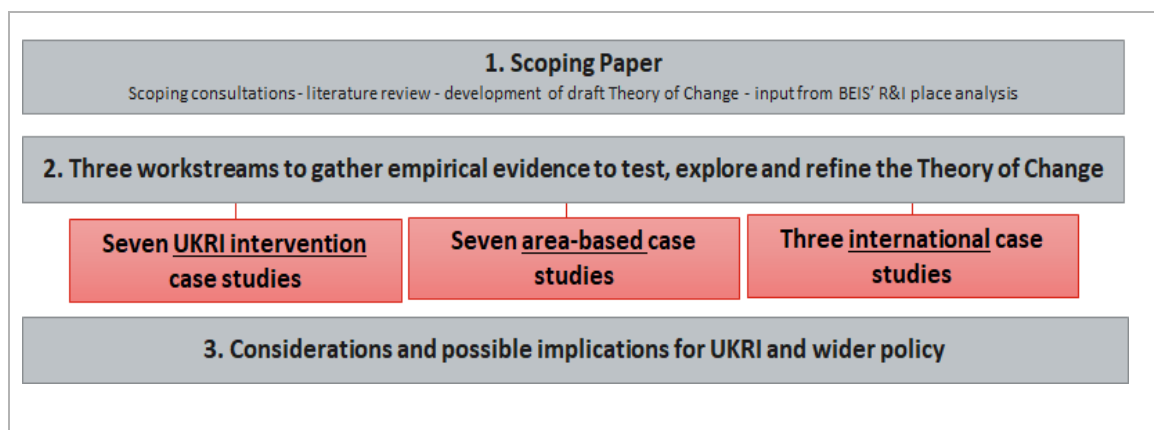 1. Scoping Paper
Scoping consultations- literature review - development of draft Theory of Change - input from BEIS' R&I place analysis
2. Three workstreams to gather empirical evidence to test, explore and refine the Theory of Change
Seven UKRI intervention
case studies
Seven area-based case
studies
Three international case
studies
3. Considerations and possible implications for UKRI and wider policy